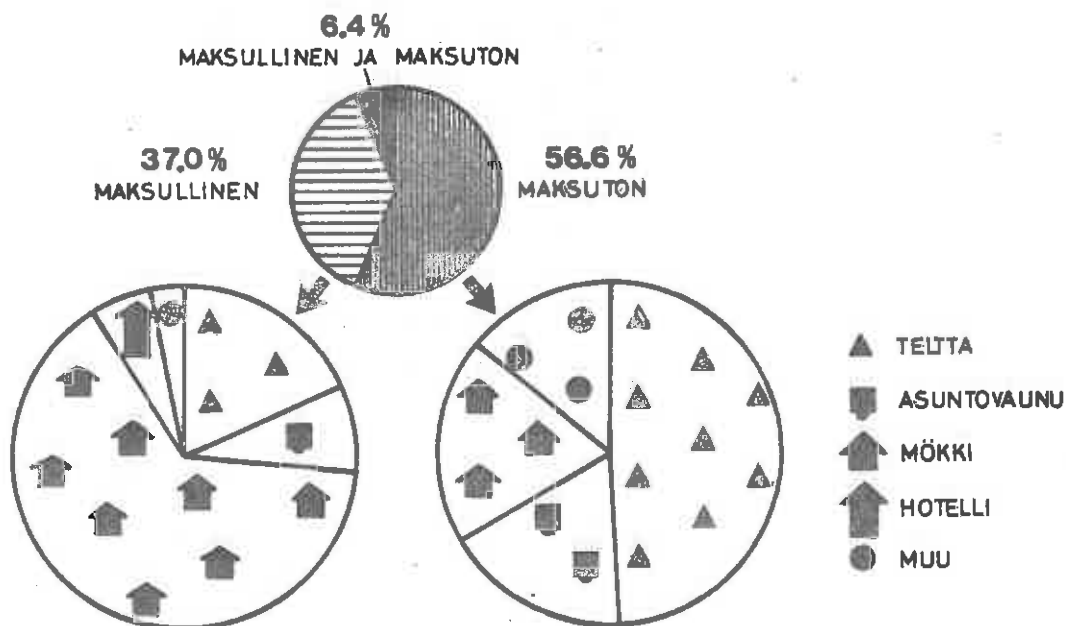 6.4%
MAKSULLINEN JA MAKSUTON
37.0%
MAKSULLINEN
56.6%
MAKSUTON
TELTTA
ASUNTOVAUNU
MÖKKI
HOTELLI
MUU